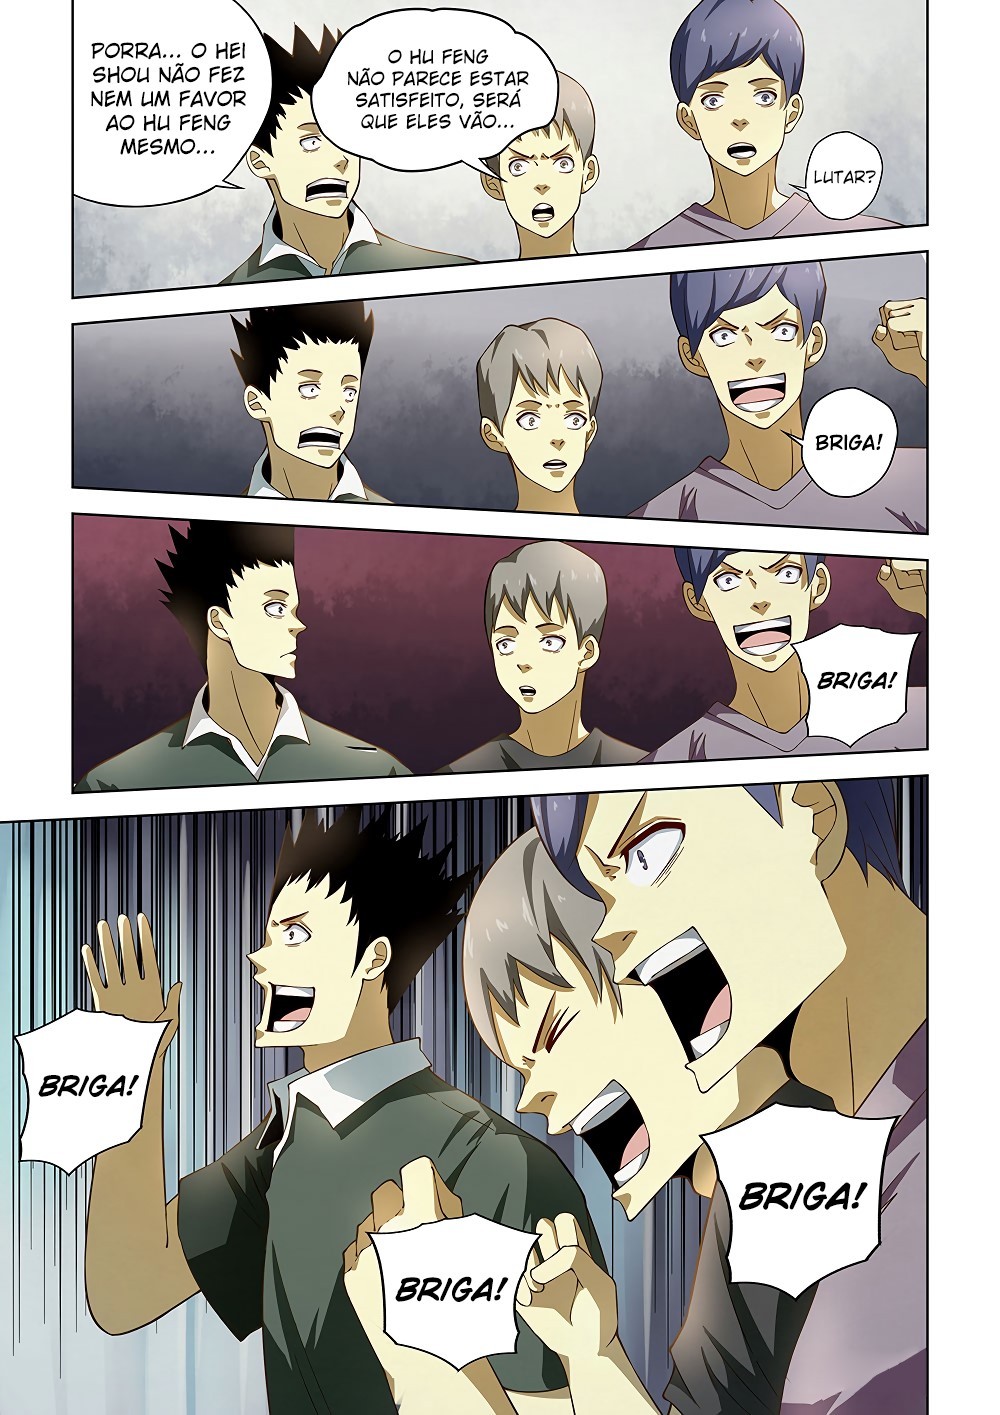 PORRA... O HEI
SHOU NÃO FEZ
NEM UM FAVOR
AO HU FENG
MESMO...
O HU FENG
NÃO PARECE ESTAR
SATISFEITO, SERÁ
QUE ELES VÃO...
LUTAR?
BRIGA!
BRIGA!
BRIGA!
BRIGA!
BRIGA!